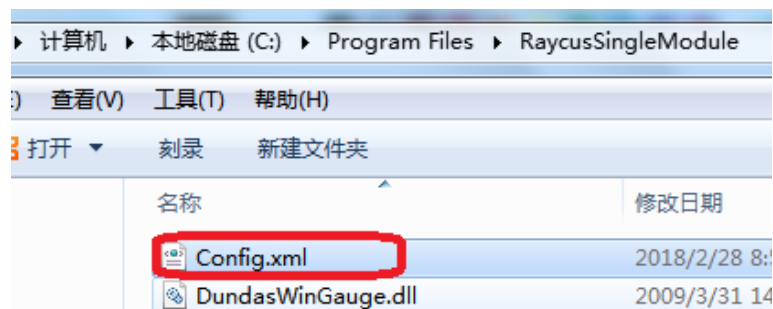 计算机 本地磁盘 (C:) Program Files RaycusSingleModule
查看(V) 工具(T) 帮助(H)
打开 刻录 新建文件夹
名称 修改日期
Config.xml 2018/2/28 8:
DundasWinGauge.dll 2009/3/31 14